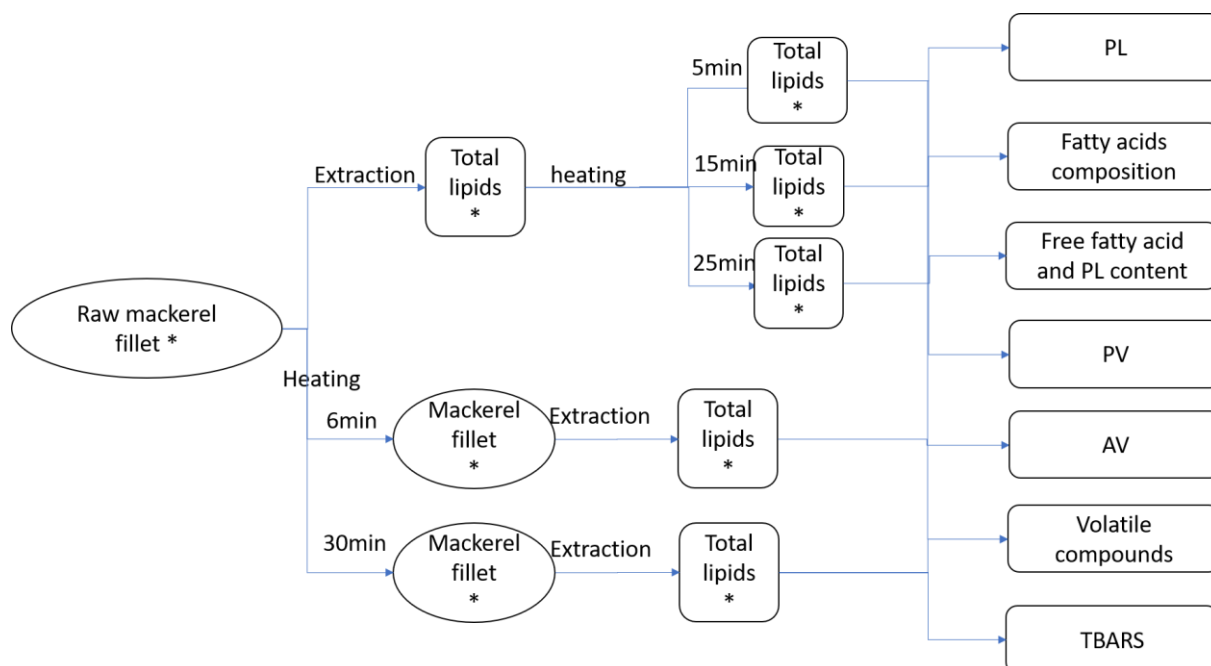 Raw mackerel
fillet *
Extraction
Total
lipids
*
heating
5min
Total
lipids
*
15min
Total
lipids
*
25min
Total
lipids
*
Heating
6min
Mackerel
fillet
*
Extraction
Total
lipids
*
30min
Mackerel
fillet
*
Extraction
Total
lipids
*
PL
Fatty acids
composition
Free fatty acid
and PL content
PV
AV
Volatile
compounds
TBARS